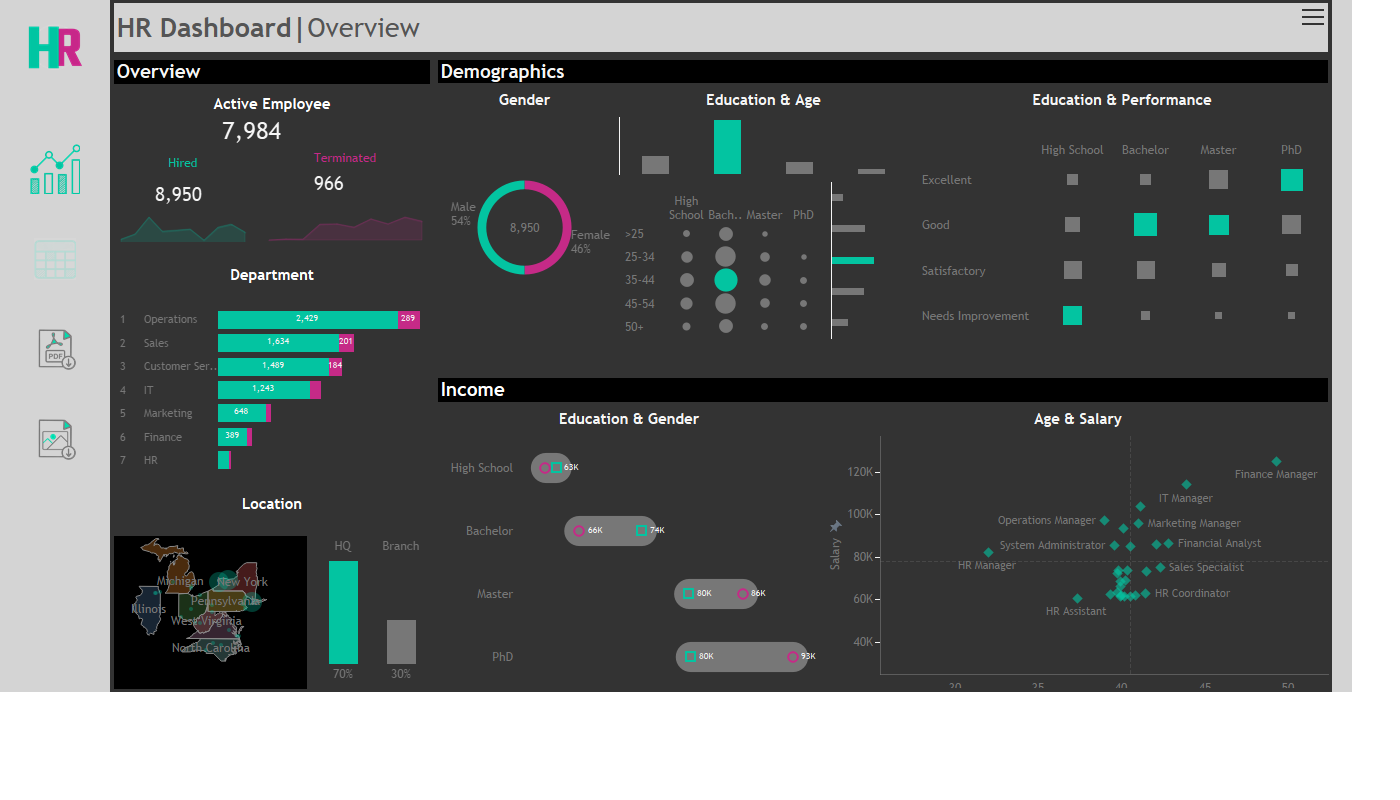 HR
HR Dashboard|Overview
Overview
Active Employee
7,984
Hired
8,950
Terminated
966
Department
1 Operations 2,429 289
2 Sales 1,634 201
3 Customer Ser.. 1,489 184
4 IT 1,243
5 Marketing 648
6 Finance 389
7 HR
Location
Michigan
New York
Illinois
Pennsylvania
West Virginia
North Carolina
HQ Branch
70% 30%
Demographics
Gender
Male
54%
8,950
Female
46%
Education & Age
High
School Bach.. Master PhD
>25
25-34
35-44
45-54
50+
Education & Performance
High School Bachelor Master PhD
Excellent
Good
Satisfactory
Needs Improvement
Income
Education & Gender
High School 63K
Bachelor 66K 74K
Master 80K 86K
PhD 80K 93K
Age & Salary
Salary
120K
100K
80K
60K
40K
Finance Manager
IT Manager
Operations Manager
Marketing Manager
System Administrator
Financial Analyst
HR Manager
Sales Specialist
HR Coordinator
HR Assistant
35 40 45 50
PDF